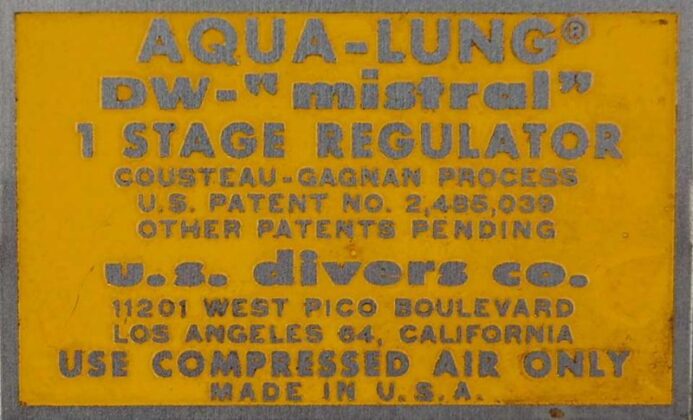 AQUA-LUNG®
DW-"mistral"
1 STAGE REGULATOR
COUSTEAU-GAGNAN PROCESS
U.S. PATENT NO. 2,485,039
OTHER PATENTS PENDING
u.s. divers co.
11201 WEST PICO BOULEVARD
LOS ANGELES 64, CALIFORNIA
USE COMPRESSED AIR ONLY
MADE IN U.S.A.